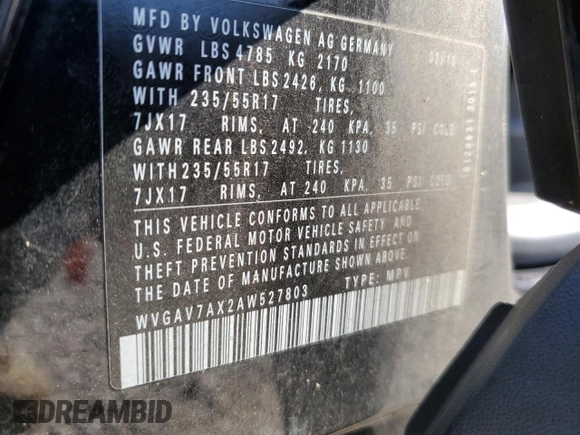 MFD BY VOLKSWAGEN AG GERMANY
GVWR LBS 4785 KG 2170 03/10
GAWR FRONT LBS 2426, KG 1100
WITH 235/55R17 TIRES,
7JX17 RIMS, AT 240 KPA, 35 PSI COLD
GAWR REAR LBS 2492, KG 1130
WITH 235/55R17 TIRES,
7JX17 RIMS, AT 240 KPA, 35 PSI COLD
THIS VEHICLE CONFORMS TO ALL APPLICABLE
U.S. FEDERAL MOTOR VEHICLE SAFETY AND
THEFT PREVENTION STANDARDS IN EFFECT ON
THE DATE OF MANUFACTURE SHOWN ABOVE.
WVGAV7AX2AW527803 TYPE: MPV
DREAMBID